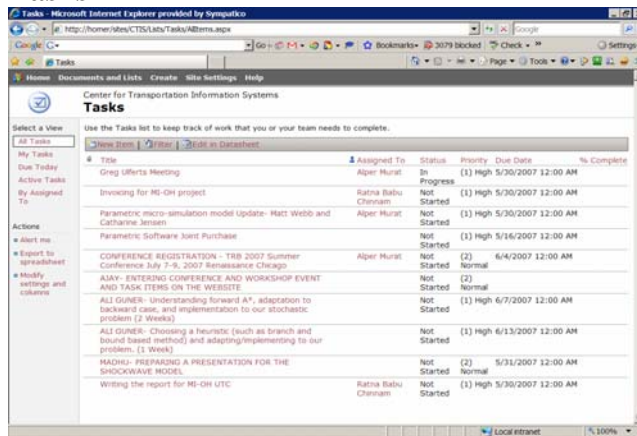 Tasks - Microsoft Internet Explorer provided by Sympatico
http://homer/sites/CTIS/Lists/Tasks/AllItems.aspx
Google
Google G Go Bookmarks 3079 blocked Check Settings
Tasks Page Tools
Home Documents and Lists Create Site Settings Help
Center for Transportation Information Systems
Tasks
Select a View
All Tasks
My Tasks
Due Today
Active Tasks
By Assigned
To
Actions
Alert me
Export to
spreadsheet
Modify
settings and
columns
Use the Tasks list to keep track of work that you or your team needs to complete.
New Item | Filter | Edit in Datasheet
Title Assigned To Status Priority Due Date % Complete
Greg Ulferts Meeting Alper Murat In (1) High 5/30/2007 12:00 AM
Progress
Invoicing for MI-OH project Ratna Babu Not (1) High 5/30/2007 12:00 AM
Chinnam Started
Parametric micro-simulation model Update- Matt Webb and Alper Murat Not (1) High 5/30/2007 12:00 AM
Catharine Jensen Started
Parametric Software Joint Purchase Not (1) High 5/16/2007 12:00 AM
Started
CONFERENCE REGISTRATION - TRB 2007 Summer Alper Murat Not (2) 6/4/2007 12:00 AM
Conference July 7-9, 2007 Renaissance Chicago Started Normal
AJAY- ENTERING CONFERENCE AND WORKSHOP EVENT Not (2)
AND TASK ITEMS ON THE WEBSITE Started Normal
ALI GUNER- Understanding forward A*, adaptation to Not (1) High 6/7/2007 12:00 AM
backward case, and implementation to our stochastic Started
problem (2 Weeks)
ALI GUNER- Choosing a heuristic (such as branch and Not (1) High 6/13/2007 12:00 AM
bound based method) and adapting/implementing to our Started
problem. (1 Week)
MADHU- PREPARING A PRESENTATION FOR THE Not (2) 5/31/2007 12:00 AM
SHOCKWAVE MODEL Started Normal
Writing the report for MI-OH UTC Ratna Babu Not (1) High 5/30/2007 12:00 AM
Chinnam Started
Local intranet 100%